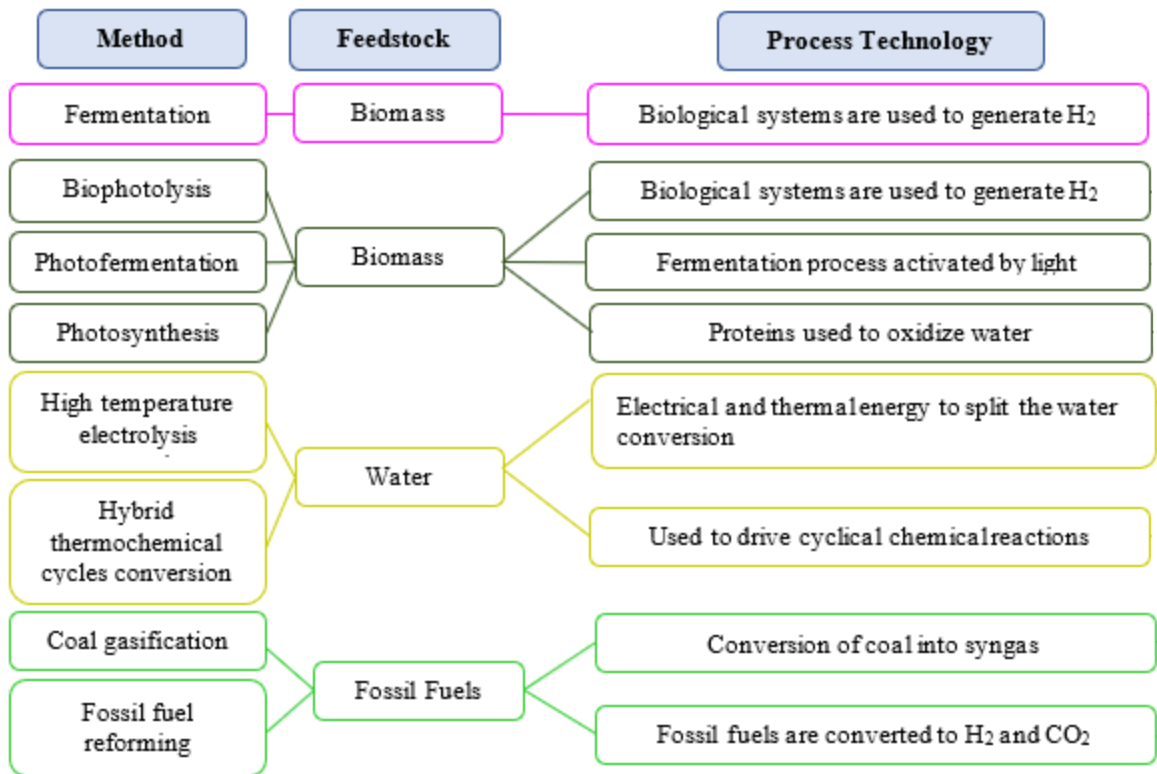 Method
Feedstock
Process Technology
Fermentation
Biomass
Biological systems are used to generate H₂
Biophotolysis
Photofermentation
Photosynthesis
Biomass
Biological systems are used to generate H₂
Fermentation process activated by light
Proteins used to oxidize water
High temperature
electrolysis
Hybrid
thermochemical
cycles conversion
Water
Electrical and thermal energy to split the water
conversion
Used to drive cyclical chemical reactions
Coal gasification
Fossil fuel
reforming
Fossil Fuels
Conversion of coal into syngas
Fossil fuels are converted to H₂ and CO₂